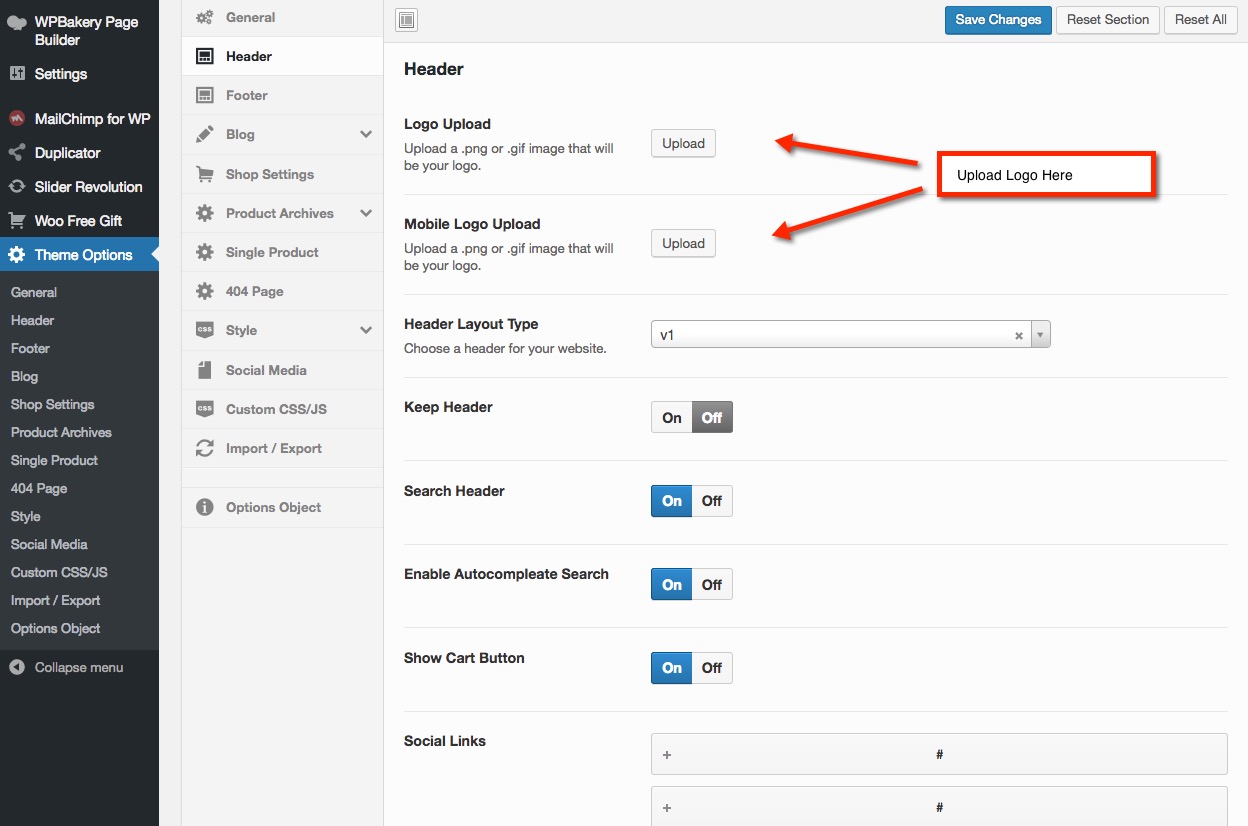 WPBakery Page
Builder
Settings
MailChimp for WP
Duplicator
Slider Revolution
Woo Free Gift
Theme Options
General
Header
Footer
Blog
Shop Settings
Product Archives
Single Product
404 Page
Style
Social Media
Custom CSS/JS
Import / Export
Options Object
Collapse menu
General
Header
Footer
Blog
Shop Settings
Product Archives
Single Product
404 Page
css Style
Social Media
css Custom CSS/JS
Import / Export
Options Object
Save Changes Reset Section Reset All
Header
Logo Upload
Upload a .png or .gif image that will
be your logo.
Upload
Upload Logo Here
Mobile Logo Upload
Upload a .png or .gif image that will
be your logo.
Upload
Header Layout Type
Choose a header for your website.
v1 ×
Keep Header
On Off
Search Header
On Off
Enable Autocompleate Search
On Off
Show Cart Button
On Off
Social Links
+ #
+ #